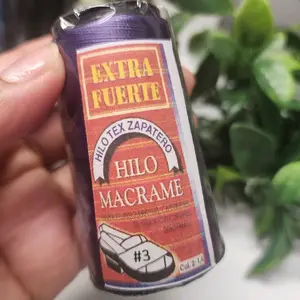 EXTRA
FUERTE
HILO TEX ZAPATERO
HILO
MACRAME
#3